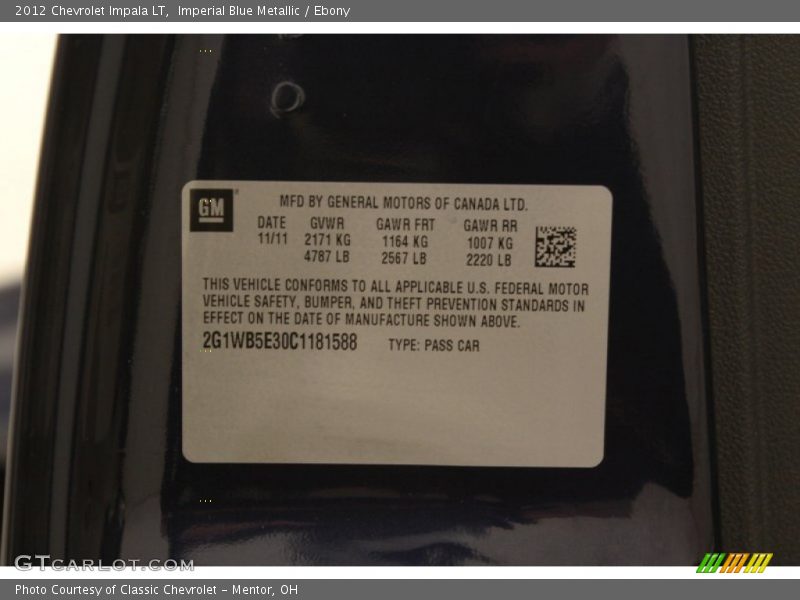 2012 Chevrolet Impala LT,  Imperial Blue Metallic / Ebony
GM
MFD BY GENERAL MOTORS OF CANADA LTD.
DATE GVWR GAWR FRT GAWR RR
11/11 2171 KG 1164 KG 1007 KG
4787 LB 2567 LB 2220 LB
THIS VEHICLE CONFORMS TO ALL APPLICABLE U.S. FEDERAL MOTOR
VEHICLE SAFETY, BUMPER, AND THEFT PREVENTION STANDARDS IN
EFFECT ON THE DATE OF MANUFACTURE SHOWN ABOVE.
2G1WB5E30C1181588 TYPE: PASS CAR
GTCARLOT.COM
Photo Courtesy of Classic Chevrolet - Mentor, OH